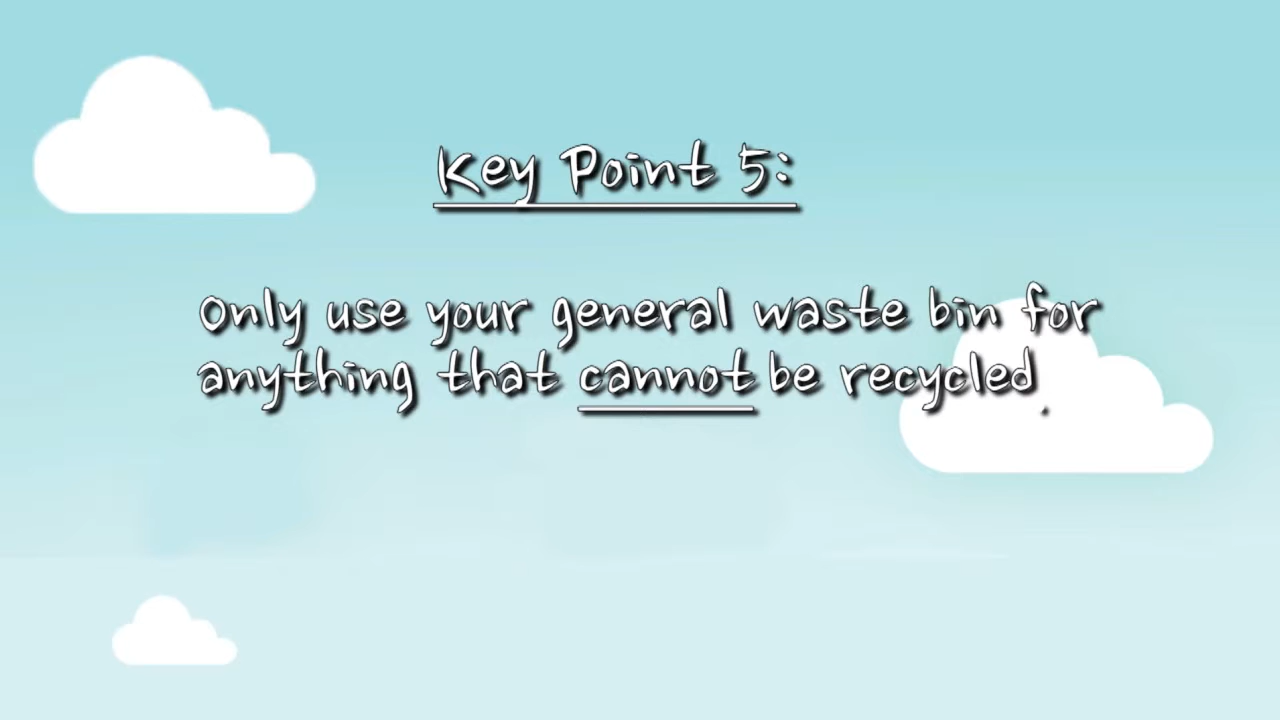 Key Point 5:
Only use your general waste bin for
anything that cannot be recycled.